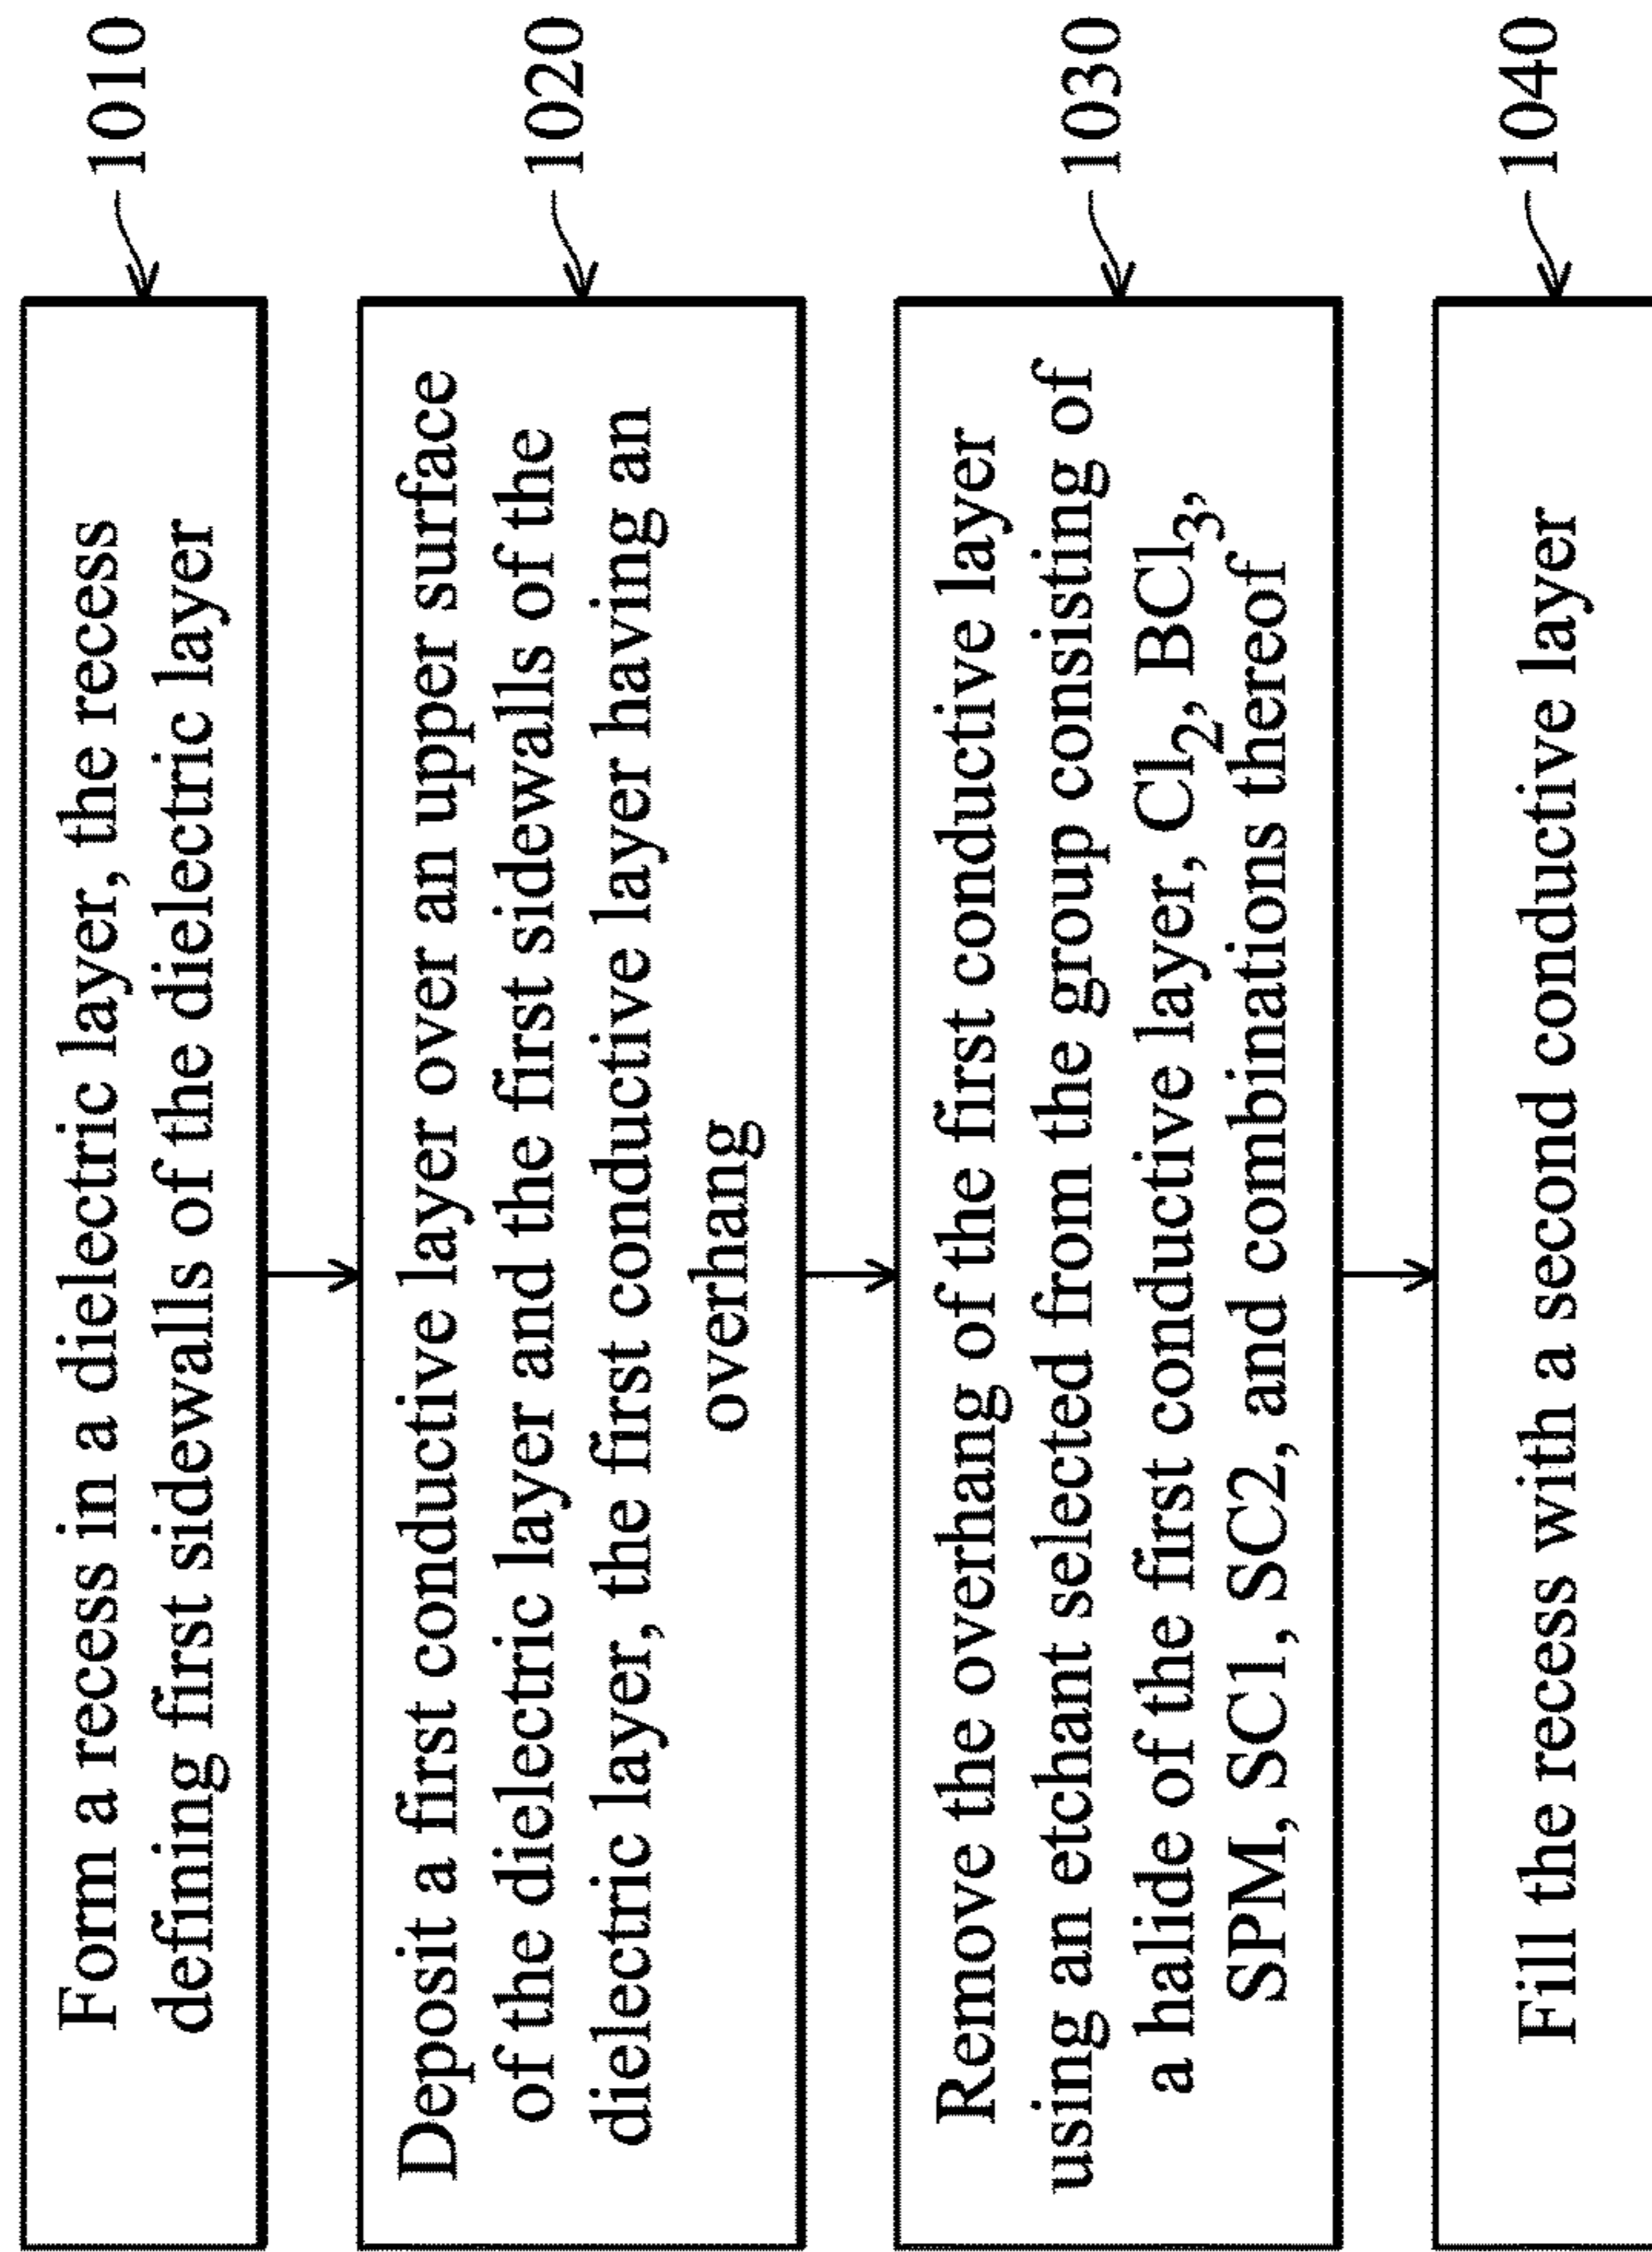 Form a recess in a dielectric layer, the recess
defining first sidewalls of the dielectric layer
1010
Deposit a first conductive layer over an upper surface
of the dielectric layer and the first sidewalls of the
dielectric layer, the first conductive layer having an
overhang
1020
Remove the overhang of the first conductive layer
using an etchant selected from the group consisting of
a halide of the first conductive layer, Cl₂, BCl₃,
SPM, SC1, SC2, and combinations thereof
1030
Fill the recess with a second conductive layer
1040